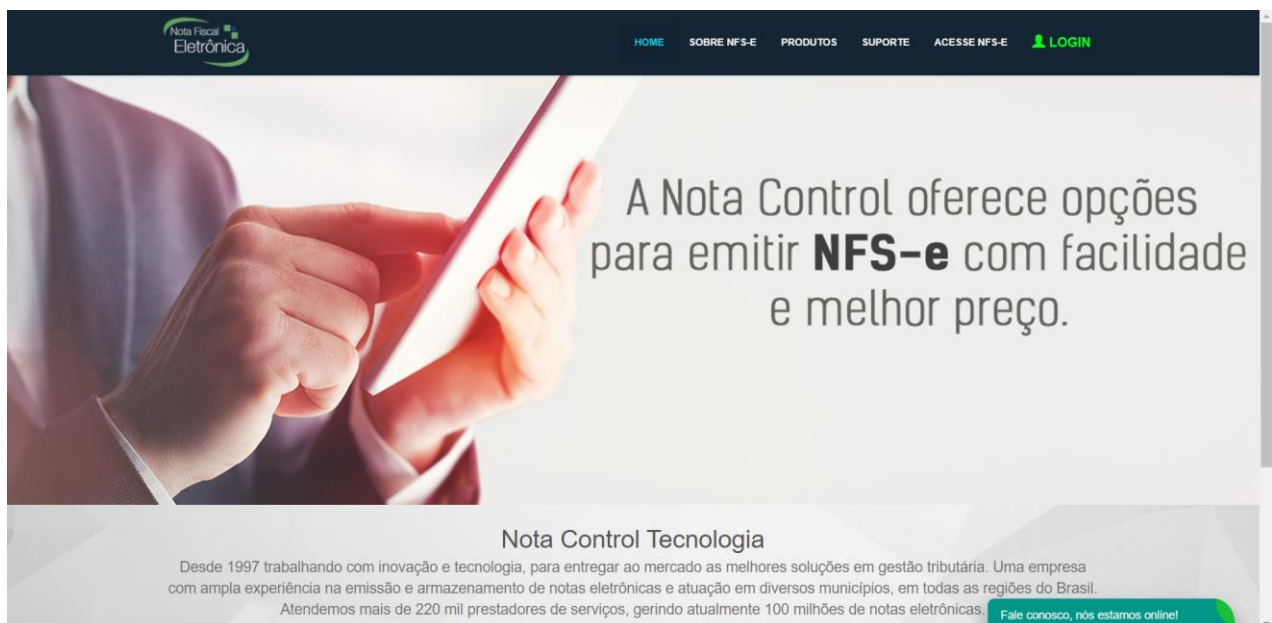 Nota Fiscal
Eletrônica
HOME SOBRE NFS-E PRODUTOS SUPORTE ACESSE NFS-E LOGIN
A Nota Control oferece opções
para emitir NFS-e com facilidade
e melhor preço.
Nota Control Tecnologia
Desde 1997 trabalhando com inovação e tecnologia, para entregar ao mercado as melhores soluções em gestão tributária. Uma empresa
com ampla experiência na emissão e armazenamento de notas eletrônicas e atuação em diversos municípios, em todas as regiões do Brasil.
Atendemos mais de 220 mil prestadores de serviços, gerindo atualmente 100 milhões de notas eletrônicas.
Fale conosco, nós estamos online!